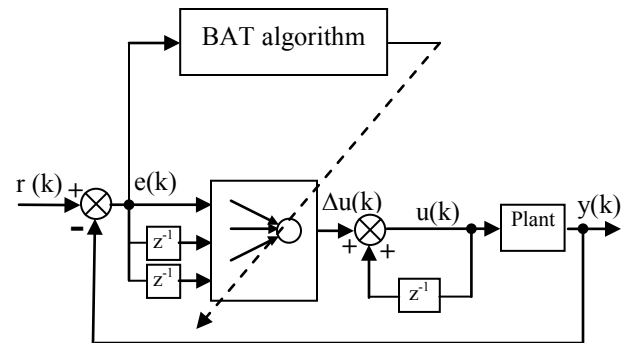 BAT algorithm
r (k)
+
-
e(k)
z-1
z-1
Δu(k)
+
+
u(k)
z-1
Plant
y(k)